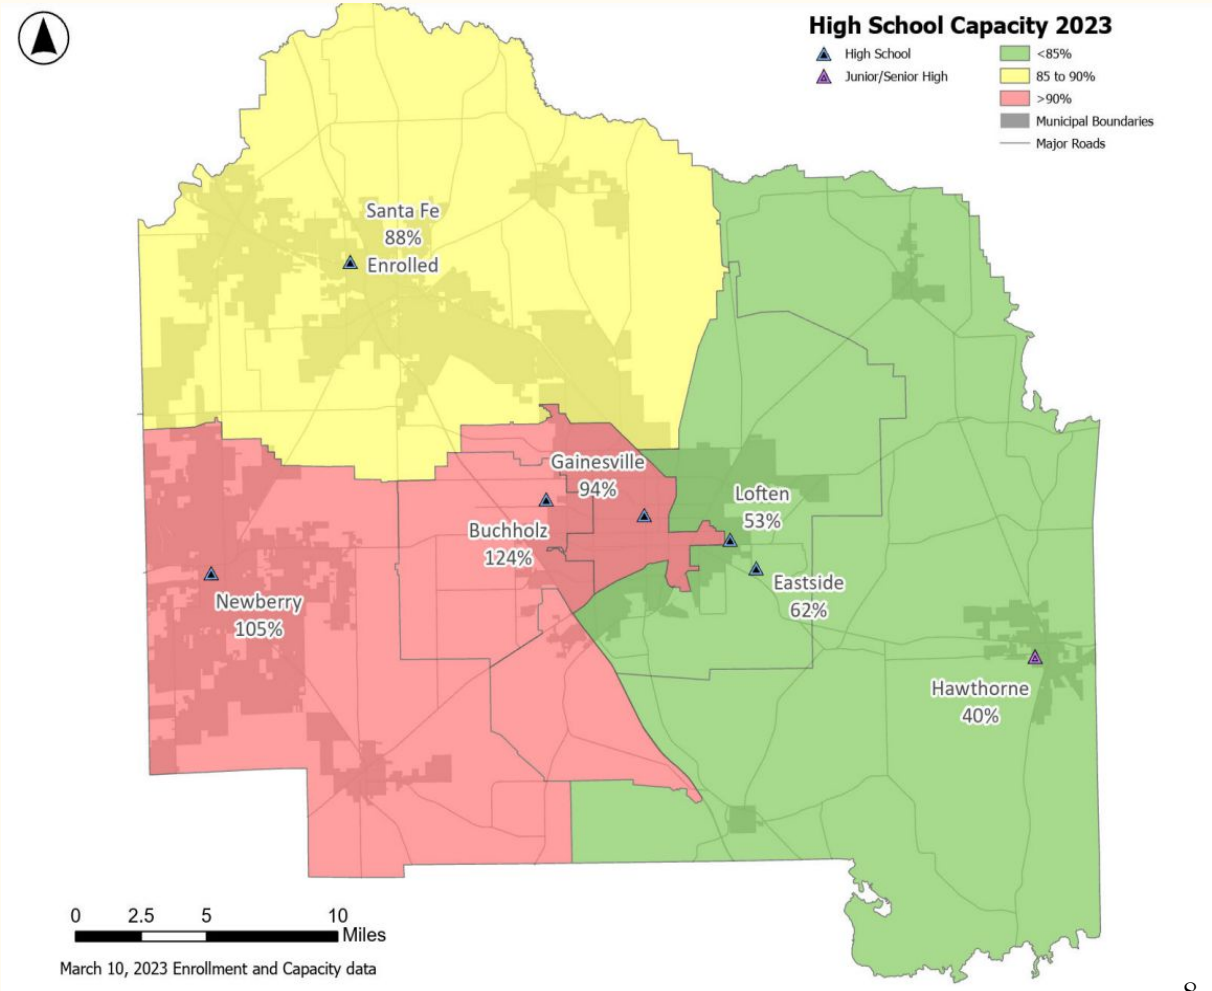 High School Capacity 2023
High School
Junior/Senior High
<85%
85 to 90%
>90%
Municipal Boundaries
Major Roads
Santa Fe
88%
Enrolled
Gainesville
94%
Buchholz
124%
Loften
53%
Eastside
62%
Newberry
105%
Hawthorne
40%
0 2.5 5 10
Miles
March 10, 2023 Enrollment and Capacity data